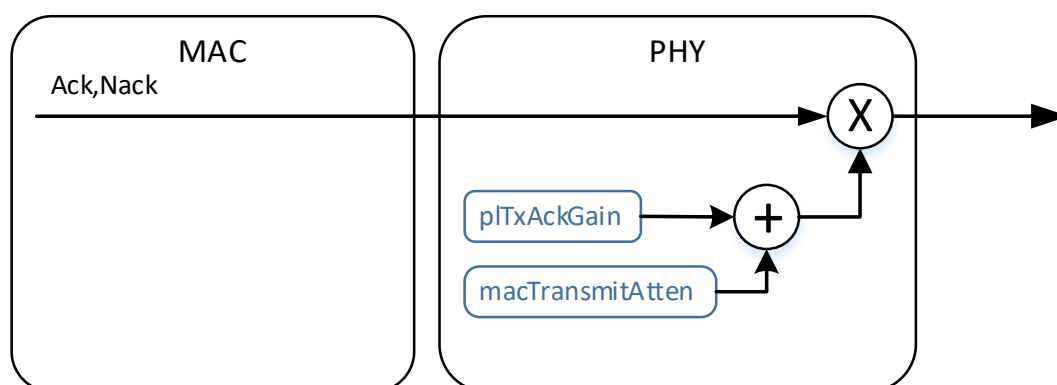 MAC
PHY
Ack,Nack
X
plTxAckGain
+
macTransmitAtten